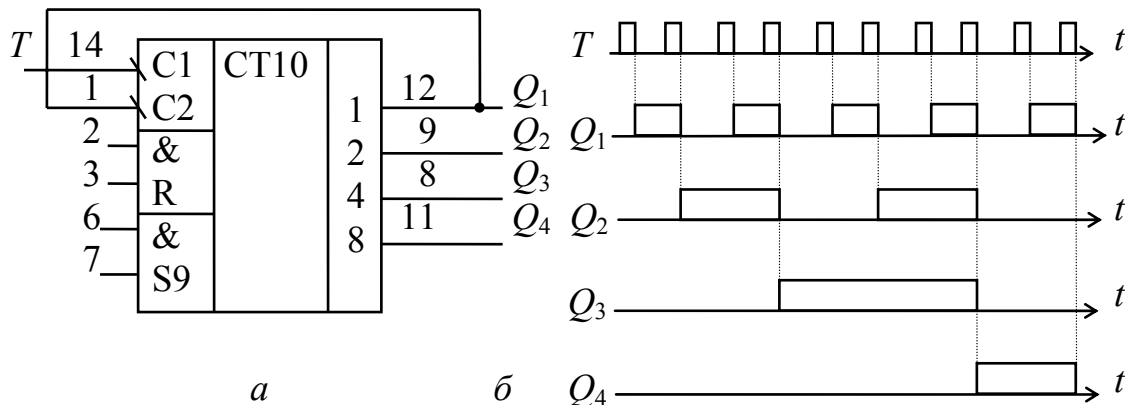 T 14 C1 CT10
1 C2 1 12 Q1
2 & 2 9 Q2
3 R 4 8 Q3
6 & 8 11 Q4
7 S9
а
T t
Q1 t
Q2 t
Q3 t
Q4 t
б